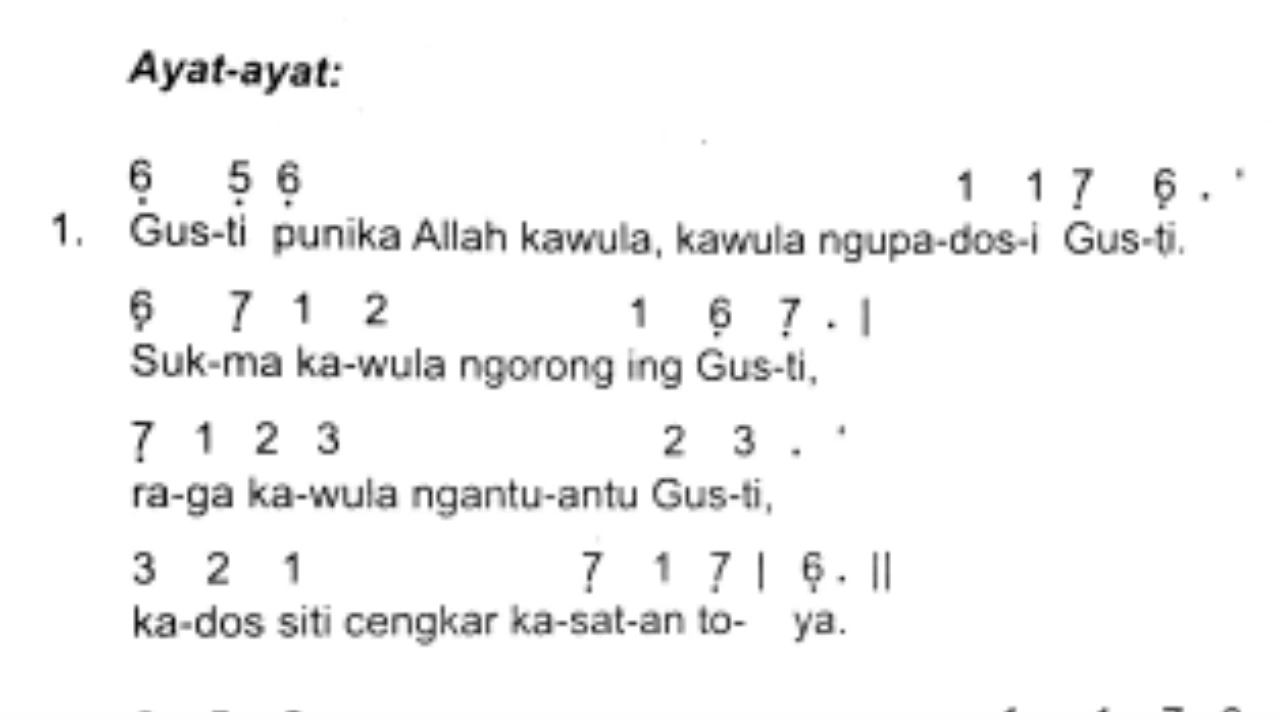 Ayat-ayat:
6̣ 5̣ 6̣ 1 1 7̣ 6̣ . '
1. Gus-ti punika Allah kawula, kawula ngupa-dos-i Gus-ti.
6̣ 7̣ 1 2 1 6̣ 7̣ . |
Suk-ma ka-wula ngorong ing Gus-ti,
7̣ 1 2 3 2 3 . '
ra-ga ka-wula ngantu-antu Gus-ti,
3 2 1 7̣ 1 7̣ | 6̣ . ||
ka-dos siti cengkar ka-sat-an to- ya.